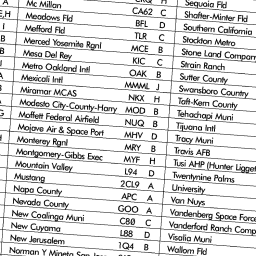 A Mc Millan CA62 C Sequoia Fld
E,H Meadows Fld BFL D Shafter-Minter Fld
I Mefford Fld TLR C Southern California
B Merced Yosemite Rgnl MCE B Stockton Metro
B Mesa Del Rey KIC C Stone Land Company
I Metro Oakland Intl OAK B Strain Ranch
A Mexicali Intl MMML J Sutter County
A Miramar MCAS NKX H Swansboro Country
Modesto City-County-Harry MOD B Taft-Kern County
G Moffett Federal Airfield NUQ B Tehachapi Muni
Mojave Air & Space Port MHV D Tijuana Intl
Monterey Rgnl MRY B Tracy Muni
Montgomery-Gibbs Exec MYF H Travis AFB
Mountain Valley L94 D Tusi AHP (Hunter Ligget
Mustang 2CL9 A Twentynine Palms
Napa County APC A University
Nevada County GOO A Van Nuys
New Coalinga Muni C80 C Vandenberg Space Forc
New Cuyama L88 D Vanderford Ranch Comp
New Jerusalem 1Q4 B Visalia Muni
Norman Y Mineta San Wallom Fld